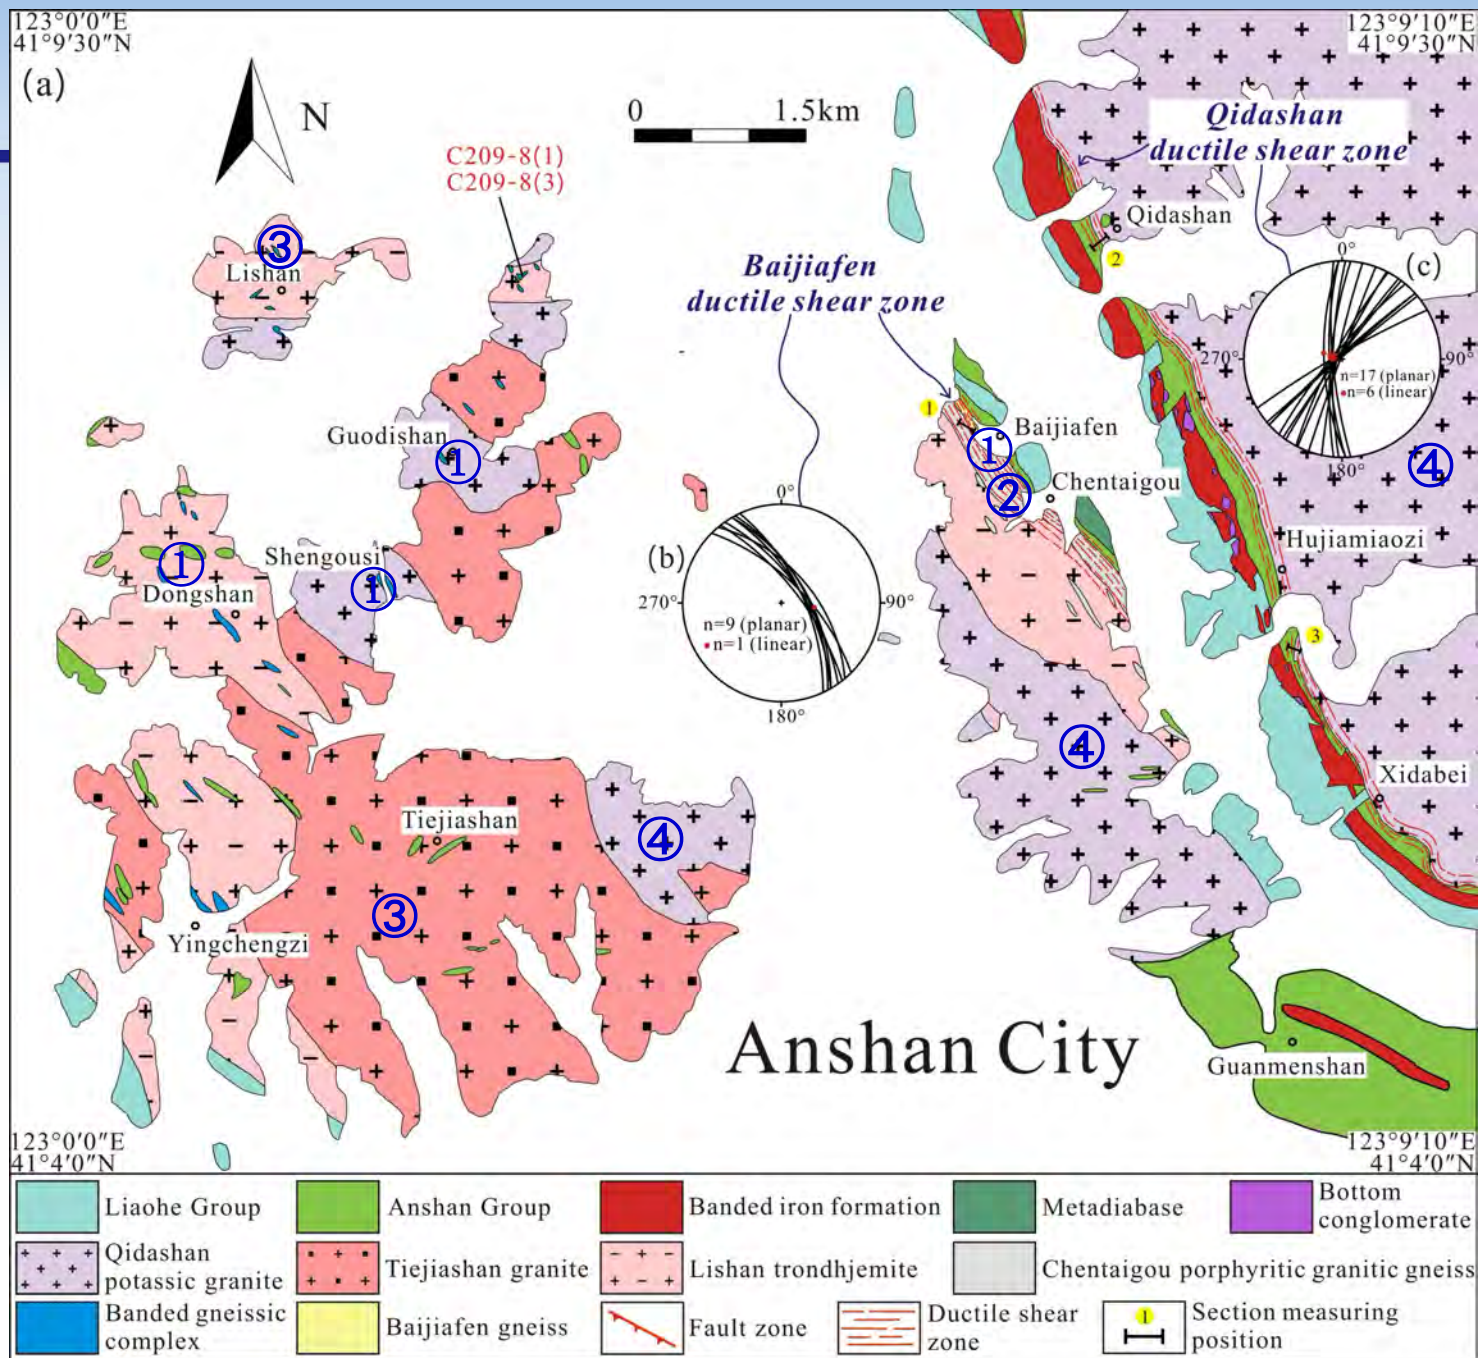 123°0′0″E
41°9′30″N
123°9′10″E
41°9′30″N
(a)
N
0 1.5km
C209-8(1)
C209-8(3)
Qidashan
ductile shear zone
Qidashan
2
③
Lishan
Baijiafen
ductile shear zone
0°
(c)
270°
90°
n=17 (planar)
n=6 (linear)
180°
④
1
Baijiafen
①
②
Chentaigou
Guodishan
①
Hujiamiaozi
①
Dongshan
Shengousi
①
0°
(b)
270°
90°
n=9 (planar)
n=1 (linear)
180°
3
④
Xidabei
Tiejiashan
④
③
Yingchengzi
Anshan City
Guanmenshan
123°0′0″E
41°4′0″N
123°9′10″E
41°4′0″N
Liaohe Group
Anshan Group
Banded iron formation
Metadiabase
Bottom
conglomerate
Qidashan
potassic granite
Tiejiashan granite
Lishan trondhjemite
Chentaigou porphyritic granitic gneiss
Banded gneissic
complex
Baijiafen gneiss
Fault zone
Ductile shear
zone
1
Section measuring
position